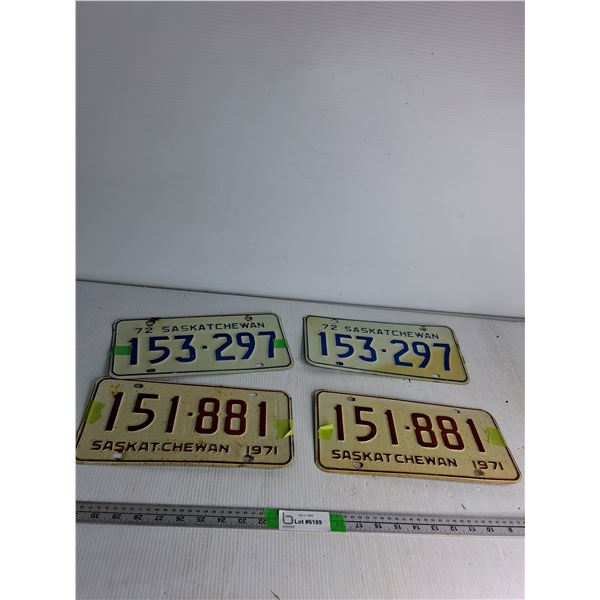 72 SASKATCHEWAN
153·297
72 SASKATCHEWAN
153·297
151-881
SASKATCHEWAN 1971
151-881
SASKATCHEWAN 1971
Lot #6189